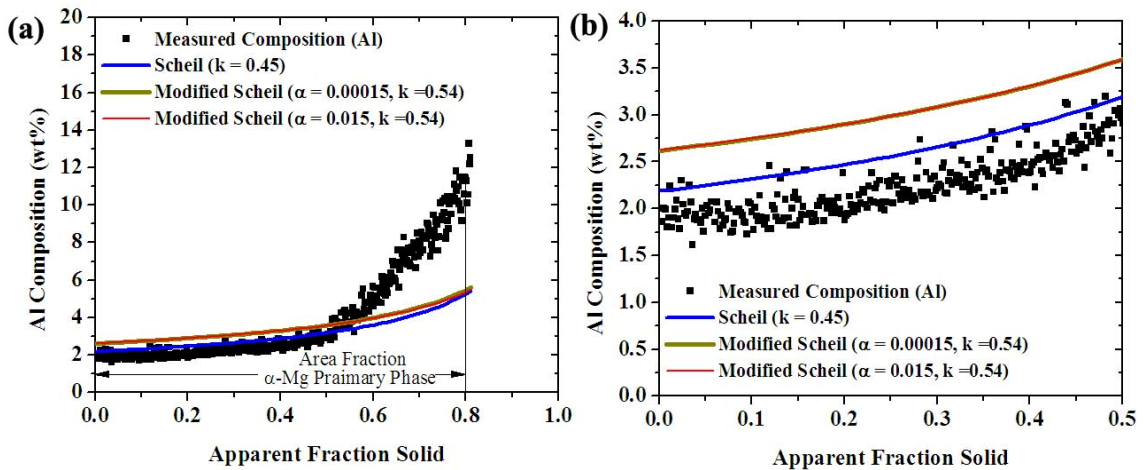 (a)
20
18
16
14
12
10
8
6
4
2
0
Al Composition (wt%)
Measured Composition (Al)
Scheil (k = 0.45)
Modified Scheil (α = 0.00015, k =0.54)
Modified Scheil (α = 0.015, k =0.54)
Area Fraction
α-Mg Praimary Phase
0.0 0.2 0.4 0.6 0.8 1.0
Apparent Fraction Solid
(b)
4.0
3.5
3.0
2.5
2.0
1.5
1.0
0.5
0.0
Al Composition (wt%)
Measured Composition (Al)
Scheil (k = 0.45)
Modified Scheil (α = 0.00015, k =0.54)
Modified Scheil (α = 0.015, k =0.54)
0.0 0.1 0.2 0.3 0.4 0.5
Apparent Fraction Solid